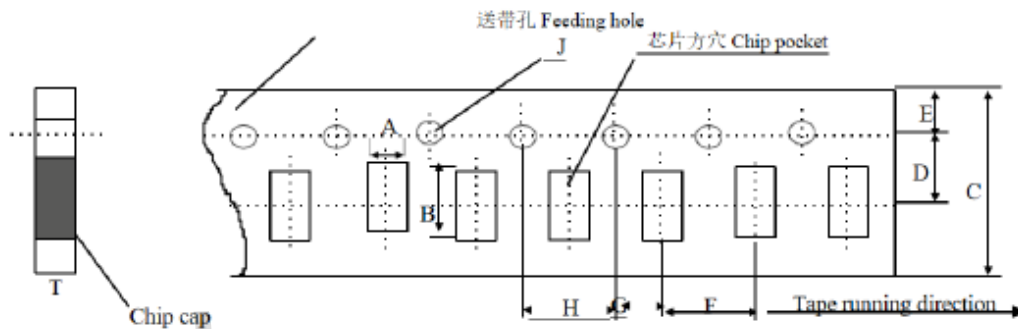 送带孔 Feeding hole
J
芯片方穴 Chip pocket
A
E
D
C
B
T
H
G
F
Tape running direction
Chip cap